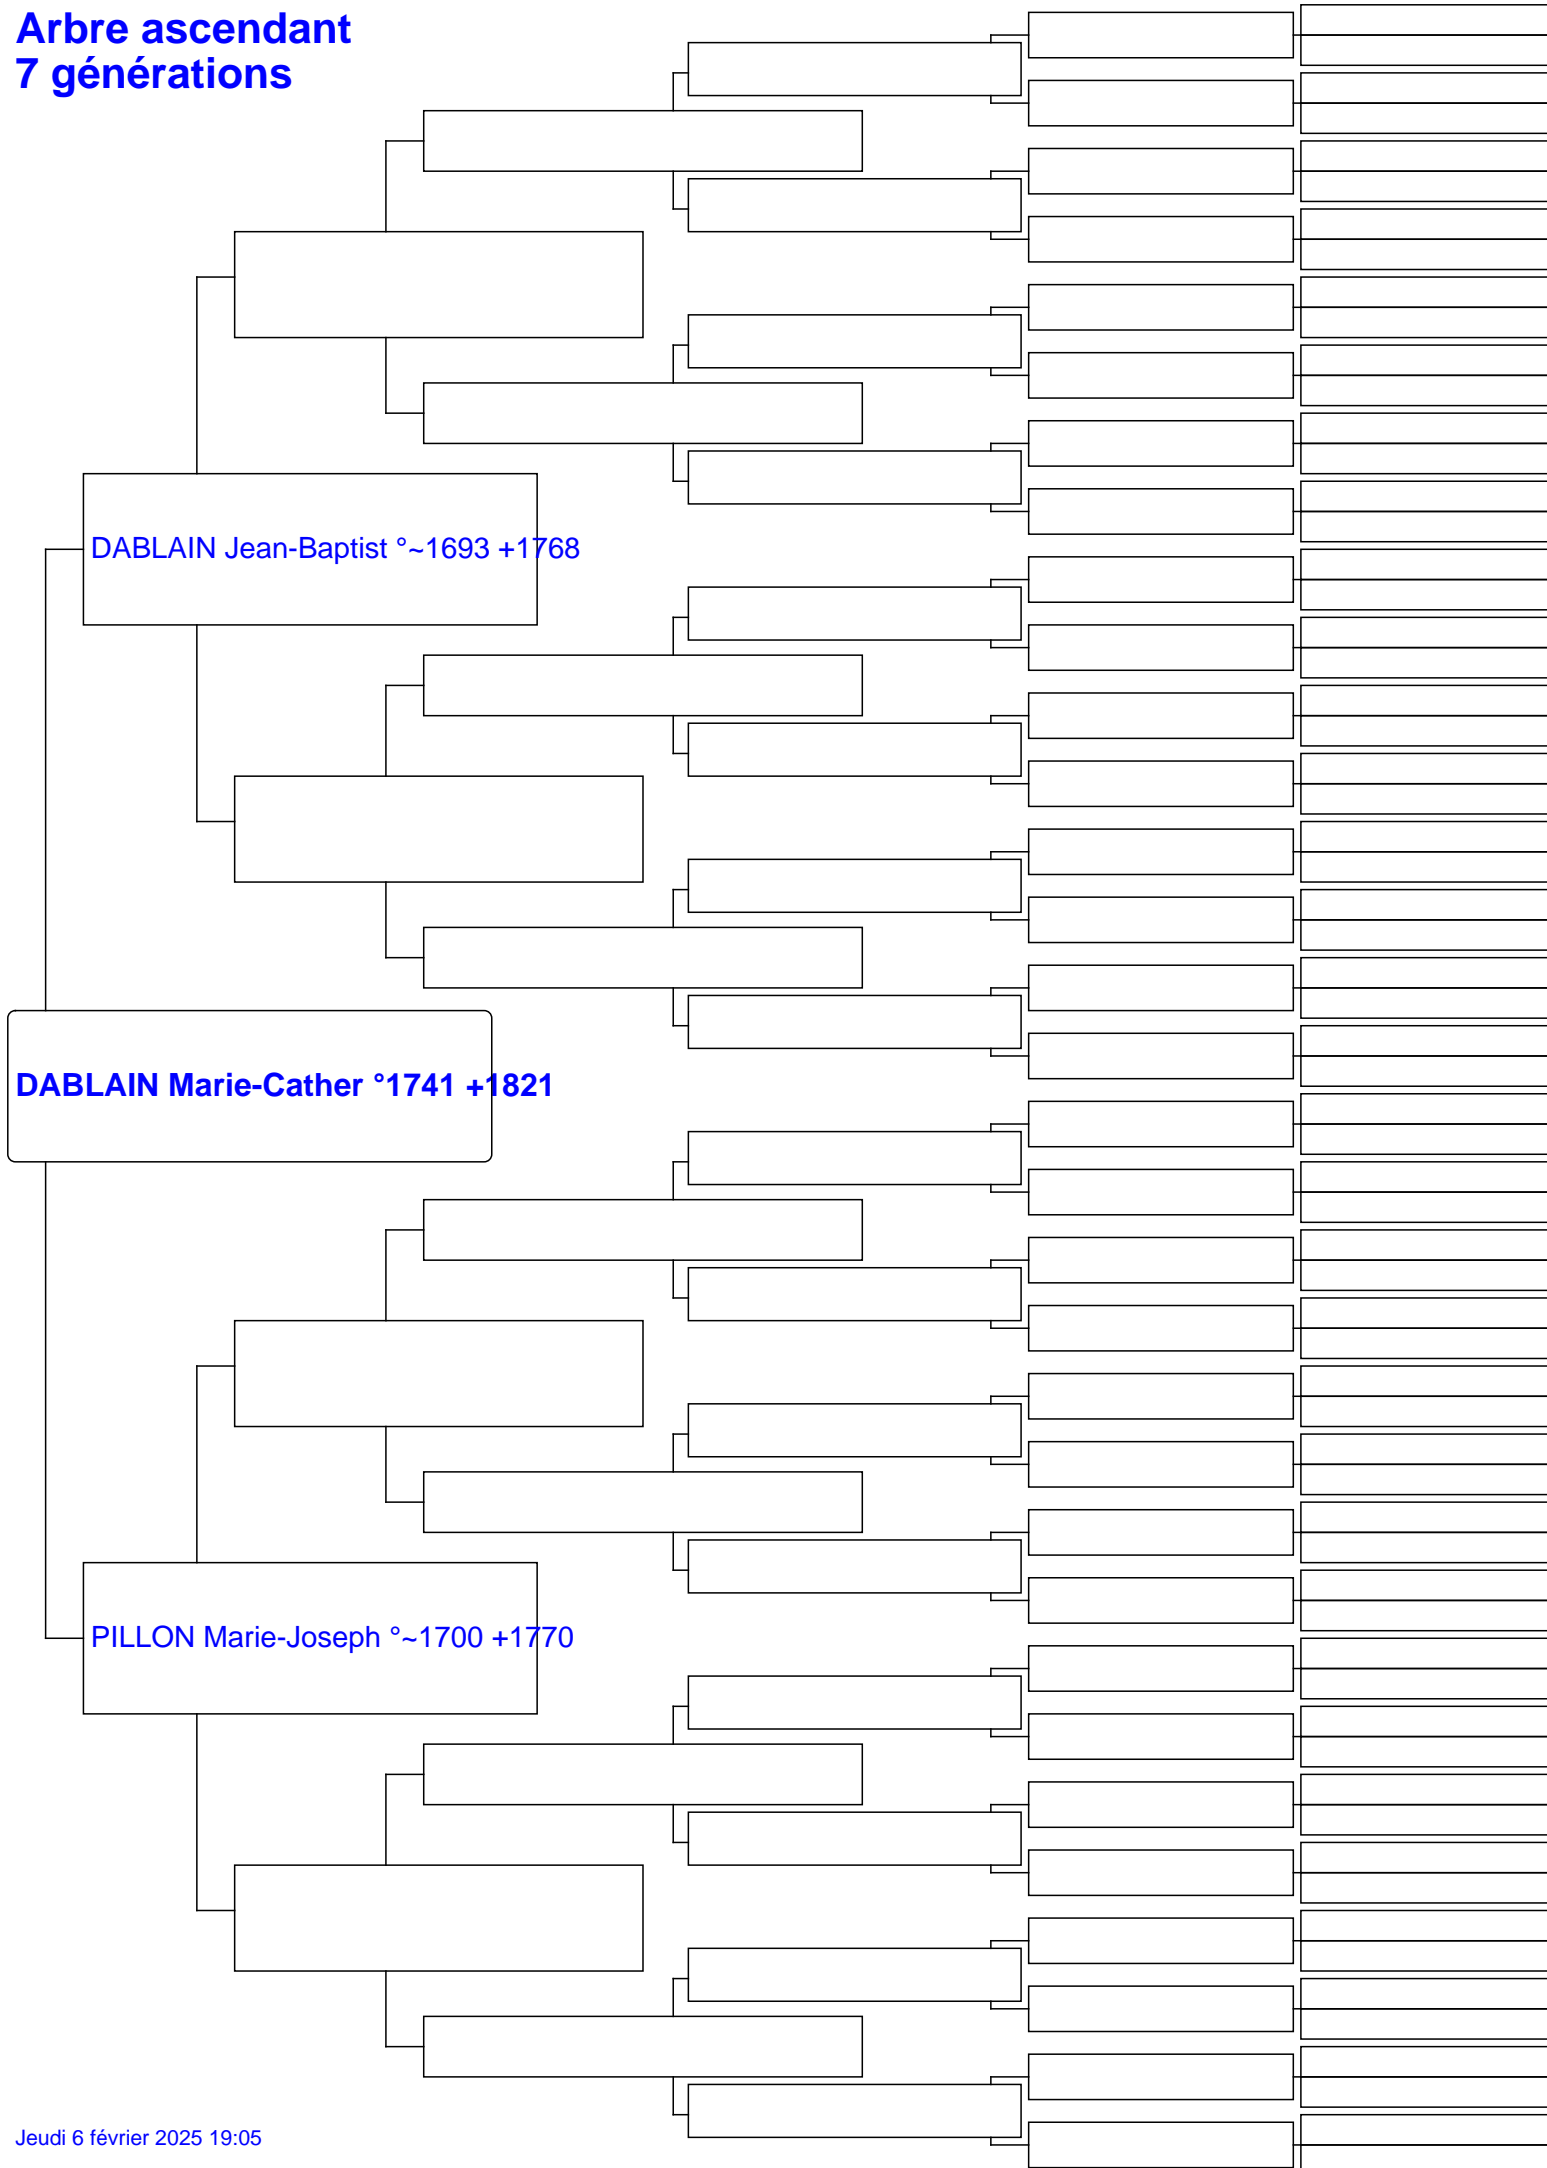 Arbre ascendant
7 générations
DABLAIN Jean-Baptist °~1693 +1768
DABLAIN Marie-Cather °1741 +1821
PILLON Marie-Joseph °~1700 +1770
Jeudi 6 février 2025 19:05